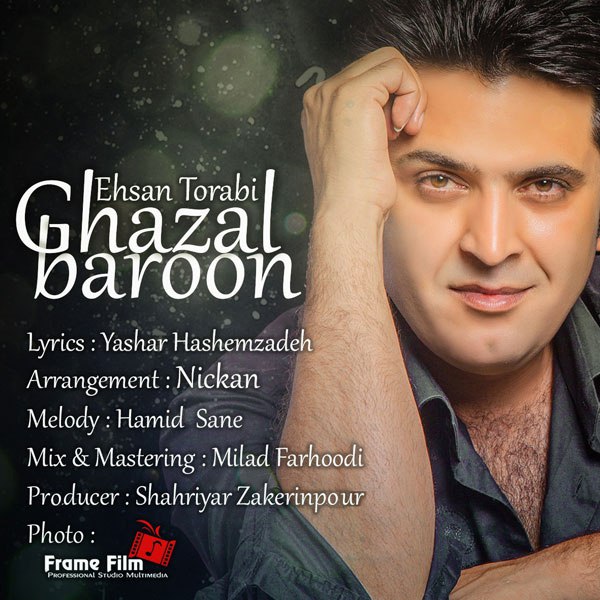 Ehsan Torabi
Ghazal
baroon
Lyrics : Yashar Hashemzadeh
Arrangement : Nickan
Melody : Hamid Sane
Mix & Mastering : Milad Farhoodi
Producer : Shahriyar Zakerinpour
Photo :
Frame Film
Professional Studio Multimedia